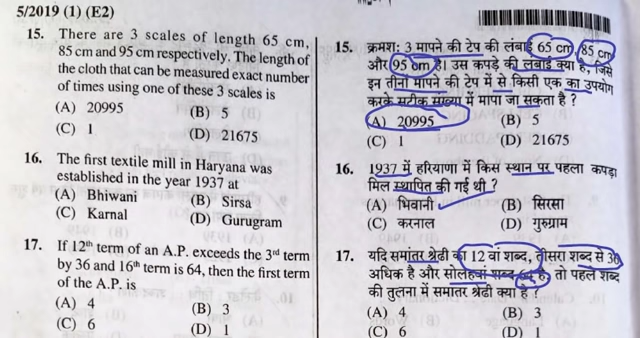 5/2019 (1) (E2)
15. There are 3 scales of length 65 cm,
85 cm and 95 cm respectively. The length of
the cloth that can be measured exact number
of times using one of these 3 scales is
(A) 20995 (B) 5
(C) 1 (D) 21675
16. The first textile mill in Haryana was
established in the year 1937 at
(A) Bhiwani (B) Sirsa
(C) Karnal (D) Gurugram
17. If 12th term of an A.P. exceeds the 3rd term
by 36 and 16th term is 64, then the first term
of the A.P. is
(A) 4 (B) 3
(C) 6 (D) 1
15. क्रमश: 3 मापने की टेप की लंबाई 65 cm, 85 cm
और 95 cm है। उस कपड़े की लंबाई क्या है, जिसे
इन तीनों मापने की टेप में से किसी एक का उपयोग
करके सटीक संख्या में मापा जा सकता है ?
(A) 20995 (B) 5
(C) 1 (D) 21675
16. 1937 में हरियाणा में किस स्थान पर पहला कपड़ा
मिल स्थापित की गई थी ?
(A) भिवानी (B) सिरसा
(C) करनाल (D) गुरुग्राम
17. यदि समांतर श्रेढी का 12 वां शब्द, तीसरा शब्द से 36
अधिक है और सोलहवां शब्द 64 है, तो पहले शब्द
की तुलना में समांतर श्रेढी क्या है ?
(A) 4 (B) 3
(C) 6 (D) 1